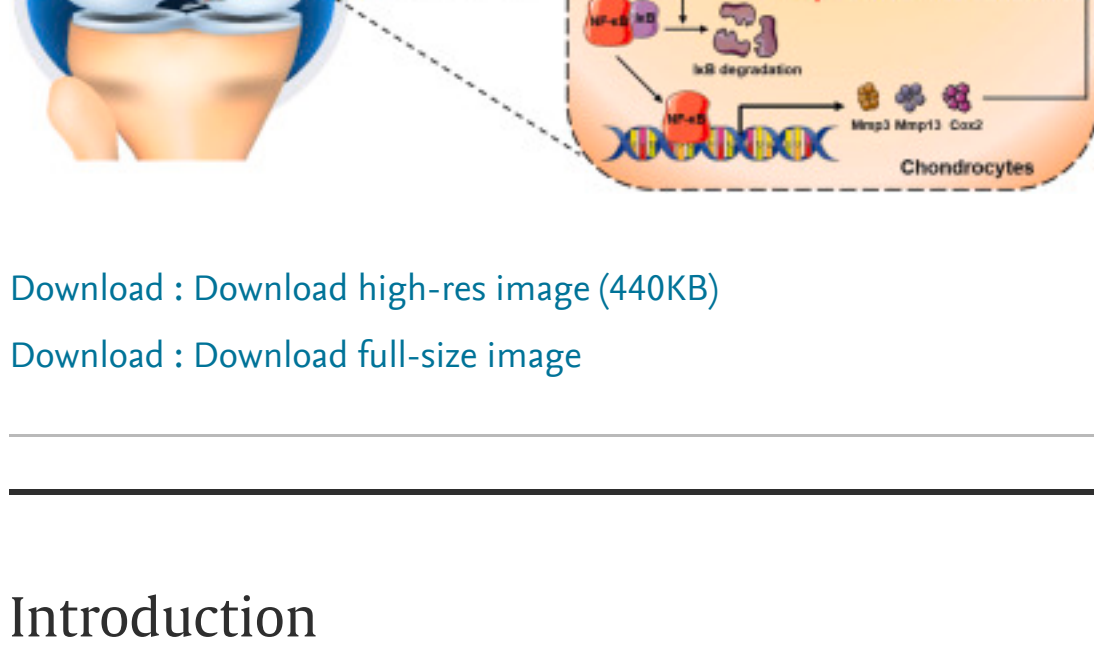 NF-κB IκB
IκB degradation
NF-κB
Mmp3 Mmp13 Cox2
Chondrocytes
Download : Download high-res image (440KB)
Download : Download full-size image
Introduction